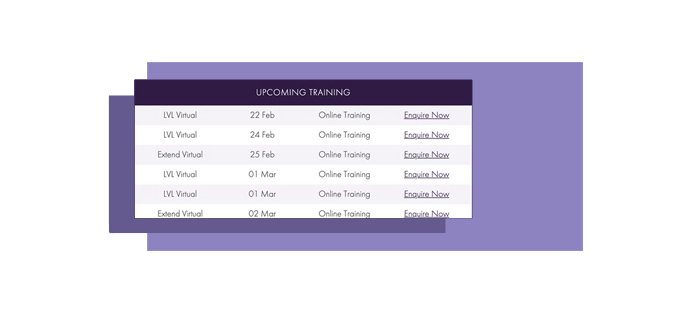 UPCOMING TRAINING
LVL Virtual 22 Feb Online Training Enquire Now
LVL Virtual 24 Feb Online Training Enquire Now
Extend Virtual 25 Feb Online Training Enquire Now
LVL Virtual 01 Mar Online Training Enquire Now
LVL Virtual 01 Mar Online Training Enquire Now
Extend Virtual 02 Mar Online Training Enquire Now